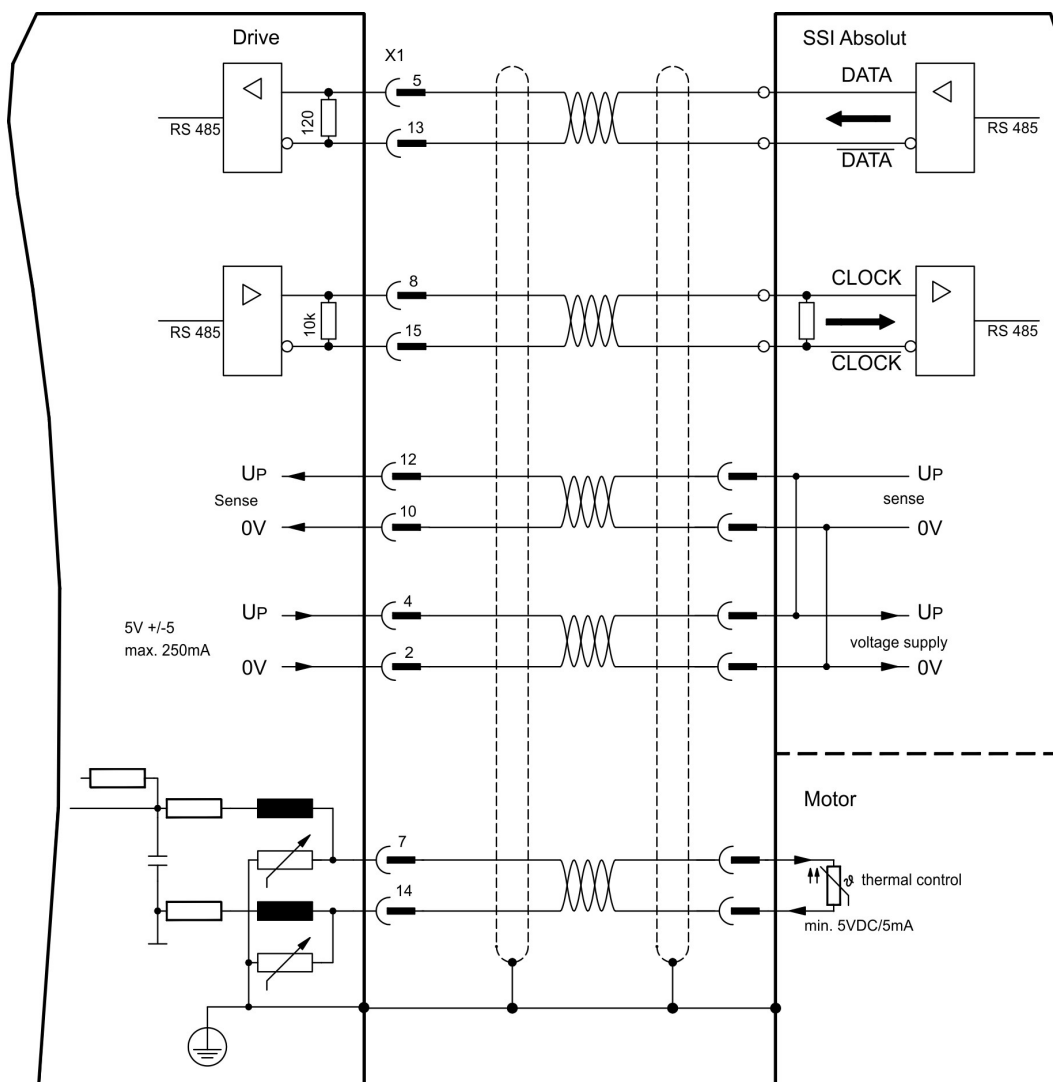 Drive
X1
SSI Absolut
5
DATA
RS 485
120
13
RS 485
DATA
8
CLOCK
RS 485
10k
15
RS 485
CLOCK
UP
12
UP
Sense
sense
0V
10
0V
UP
4
UP
5V +/-5
max. 250mA
voltage supply
0V
2
0V
Motor
7
ϑ thermal control
14
min. 5VDC/5mA